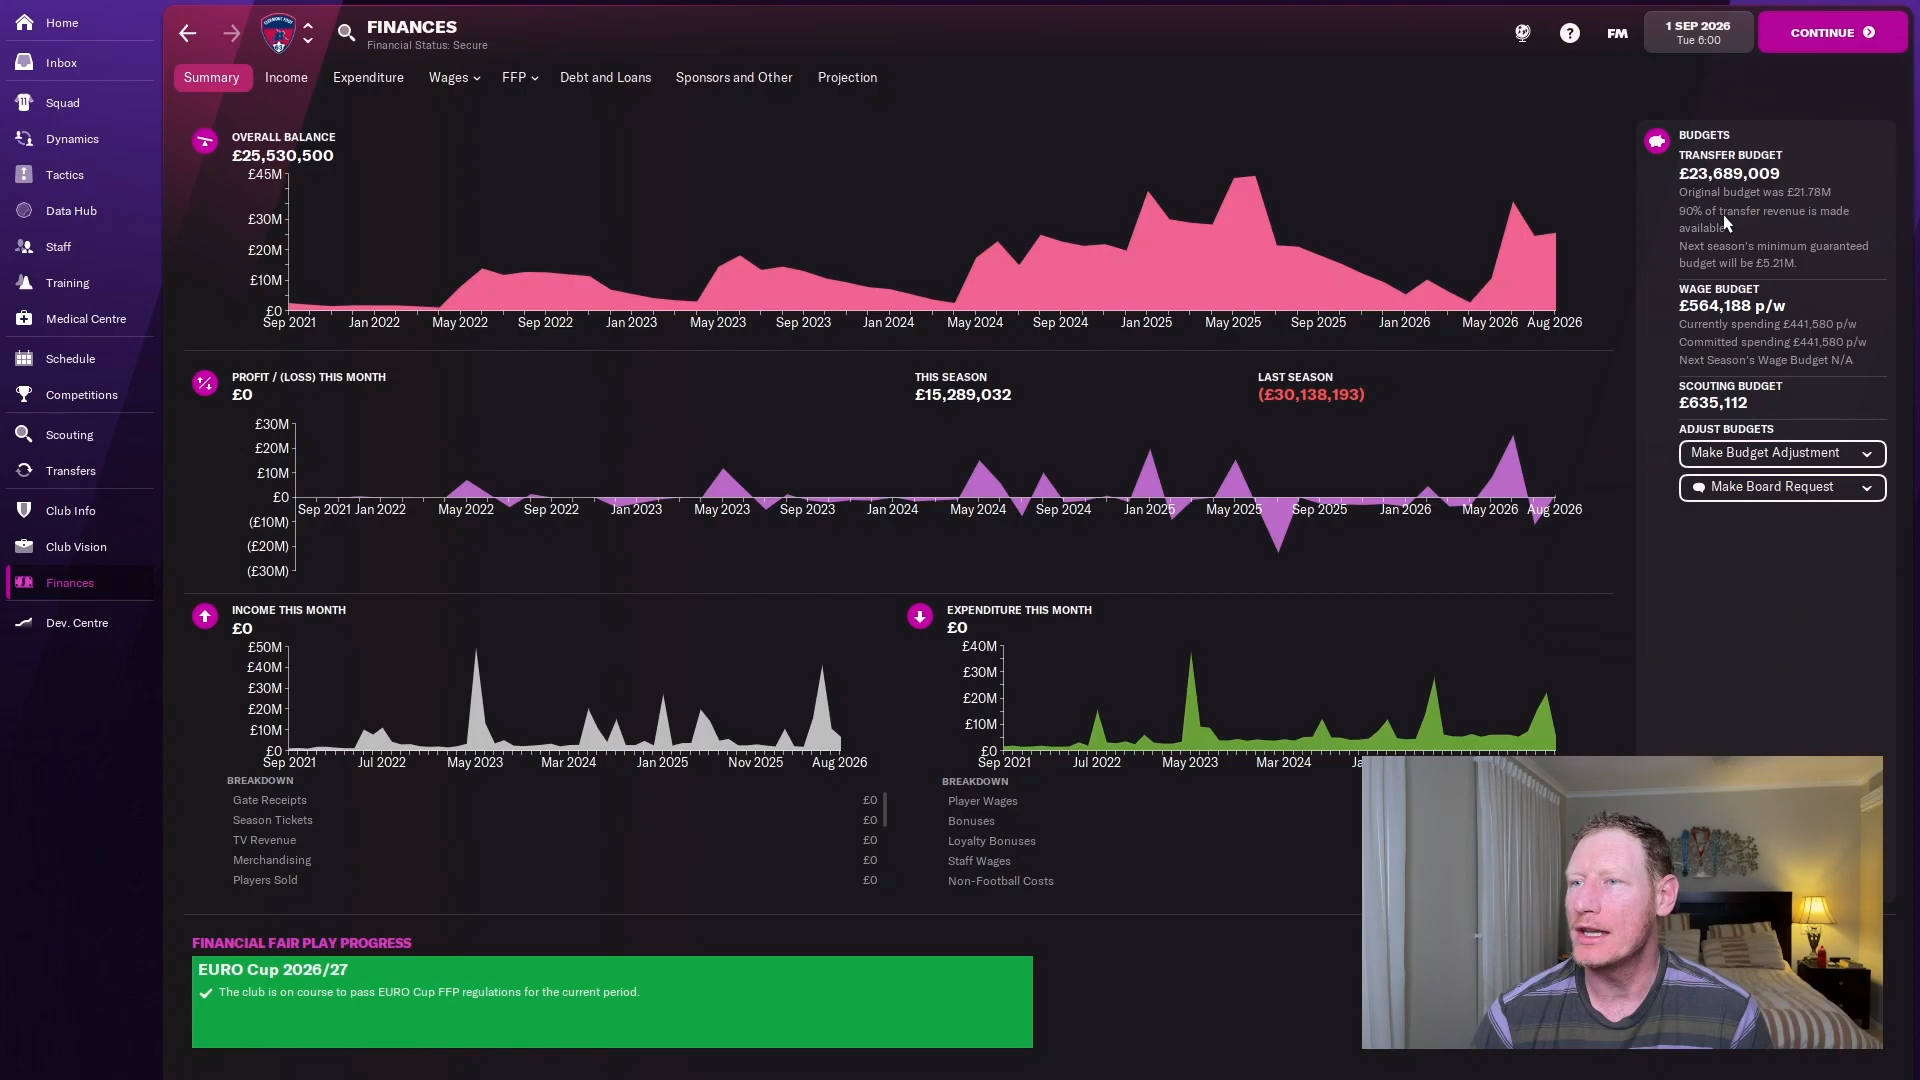 Home
Inbox
Squad
Dynamics
Tactics
Data Hub
Staff
Training
Medical Centre
Schedule
Competitions
Scouting
Transfers
Club Info
Club Vision
Finances
Dev. Centre
FINANCES
Financial Status: Secure
FM
1 SEP 2026
Tue 6:00
CONTINUE
Summary Income Expenditure Wages FFP Debt and Loans Sponsors and Other Projection
OVERALL BALANCE
£25,530,500
£45M
£30M
£20M
£10M
£0
Sep 2021 Jan 2022 May 2022 Sep 2022 Jan 2023 May 2023 Sep 2023 Jan 2024 May 2024 Sep 2024 Jan 2025 May 2025 Sep 2025 Jan 2026 May 2026 Aug 2026
PROFIT / (LOSS) THIS MONTH
£0
THIS SEASON
£15,289,032
LAST SEASON
(£30,138,193)
£30M
£20M
£10M
£0
(£10M)
(£20M)
(£30M)
Sep 2021 Jan 2022 May 2022 Sep 2022 Jan 2023 May 2023 Sep 2023 Jan 2024 May 2024 Sep 2024 Jan 2025 May 2025 Sep 2025 Jan 2026 May 2026 Aug 2026
INCOME THIS MONTH
£0
£50M
£40M
£30M
£20M
£10M
£0
Sep 2021 Jul 2022 May 2023 Mar 2024 Jan 2025 Nov 2025 Aug 2026
BREAKDOWN
Gate Receipts £0
Season Tickets £0
TV Revenue £0
Merchandising £0
Players Sold £0
EXPENDITURE THIS MONTH
£0
£40M
£30M
£20M
£10M
£0
Sep 2021 Jul 2022 May 2023 Mar 2024
BREAKDOWN
Player Wages
Bonuses
Loyalty Bonuses
Staff Wages
Non-Football Costs
FINANCIAL FAIR PLAY PROGRESS
EURO Cup 2026/27
The club is on course to pass EURO Cup FFP regulations for the current period.
BUDGETS
TRANSFER BUDGET
£23,689,009
Original budget was £21.78M
90% of transfer revenue is made
available
Next season's minimum guaranteed
budget will be £5.21M.
WAGE BUDGET
£564,188 p/w
Currently spending £441,580 p/w
Committed spending £441,580 p/w
Next Season's Wage Budget N/A
SCOUTING BUDGET
£635,112
ADJUST BUDGETS
Make Budget Adjustment
Make Board Request